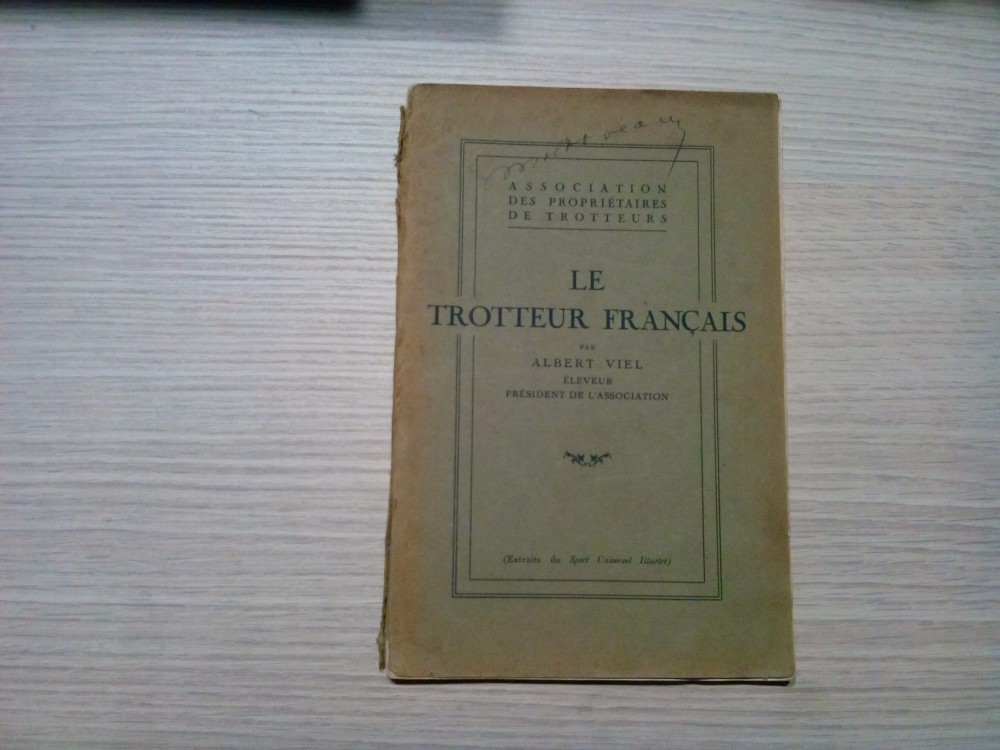 ASSOCIATION
DES PROPRIÉTAIRES
DE TROTTEURS
LE
TROTTEUR FRANÇAIS
PAR
ALBERT VIEL
ÉLEVEUR
PRÉSIDENT DE L'ASSOCIATION
(Extraits du Sport Universel Illustré)